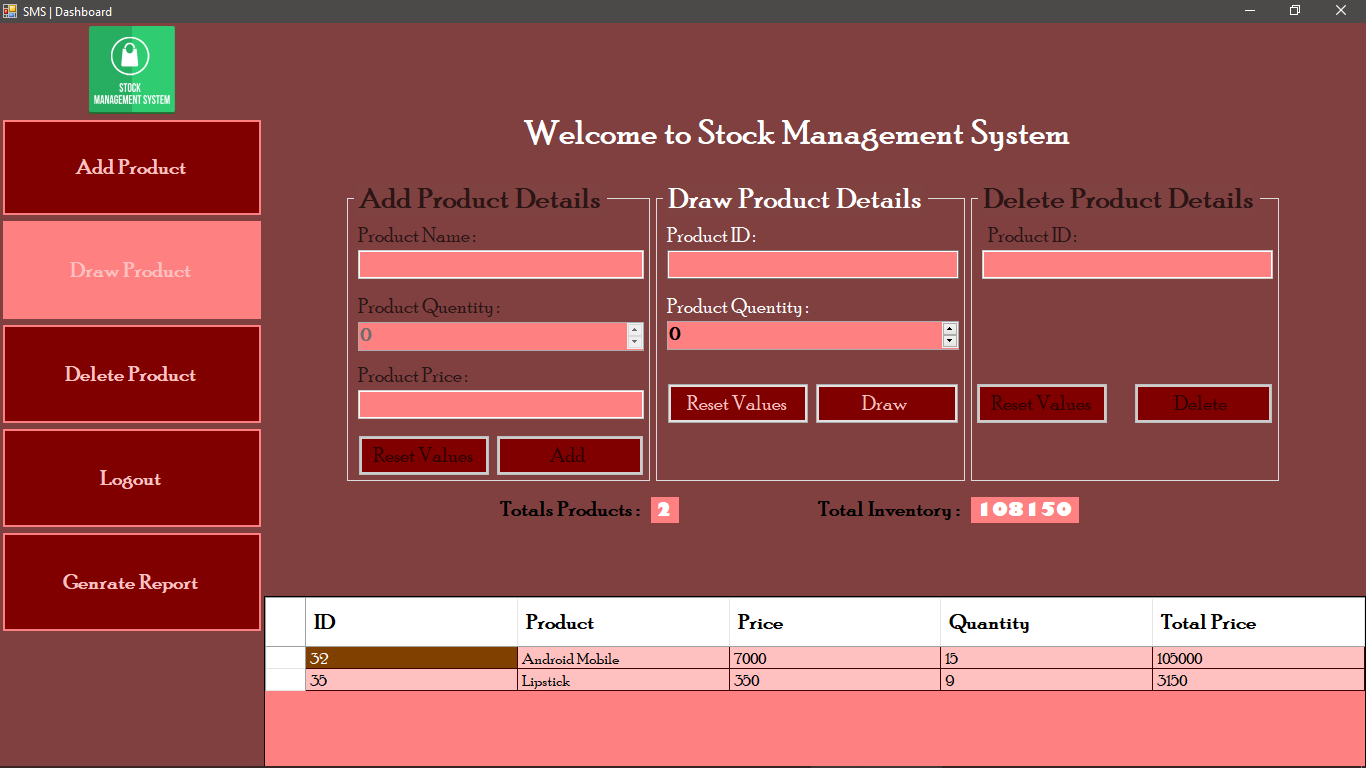 SMS | Dashboard
STOCK
MANAGEMENT SYSTEM
Add Product
Draw Product
Delete Product
Logout
Genrate Report
Welcome to Stock Management System
Add Product Details
Product Name :
Product Quentity :
0
Product Price :
Reset Values
Add
Draw Product Details
Product ID :
Product Quentity :
0
Reset Values
Draw
Delete Product Details
Product ID :
Reset Values
Delete
Totals Products : 2
Total Inventory : 108150
ID Product Price Quantity Total Price
32 Android Mobile 7000 15 105000
35 Lipstick 350 9 3150